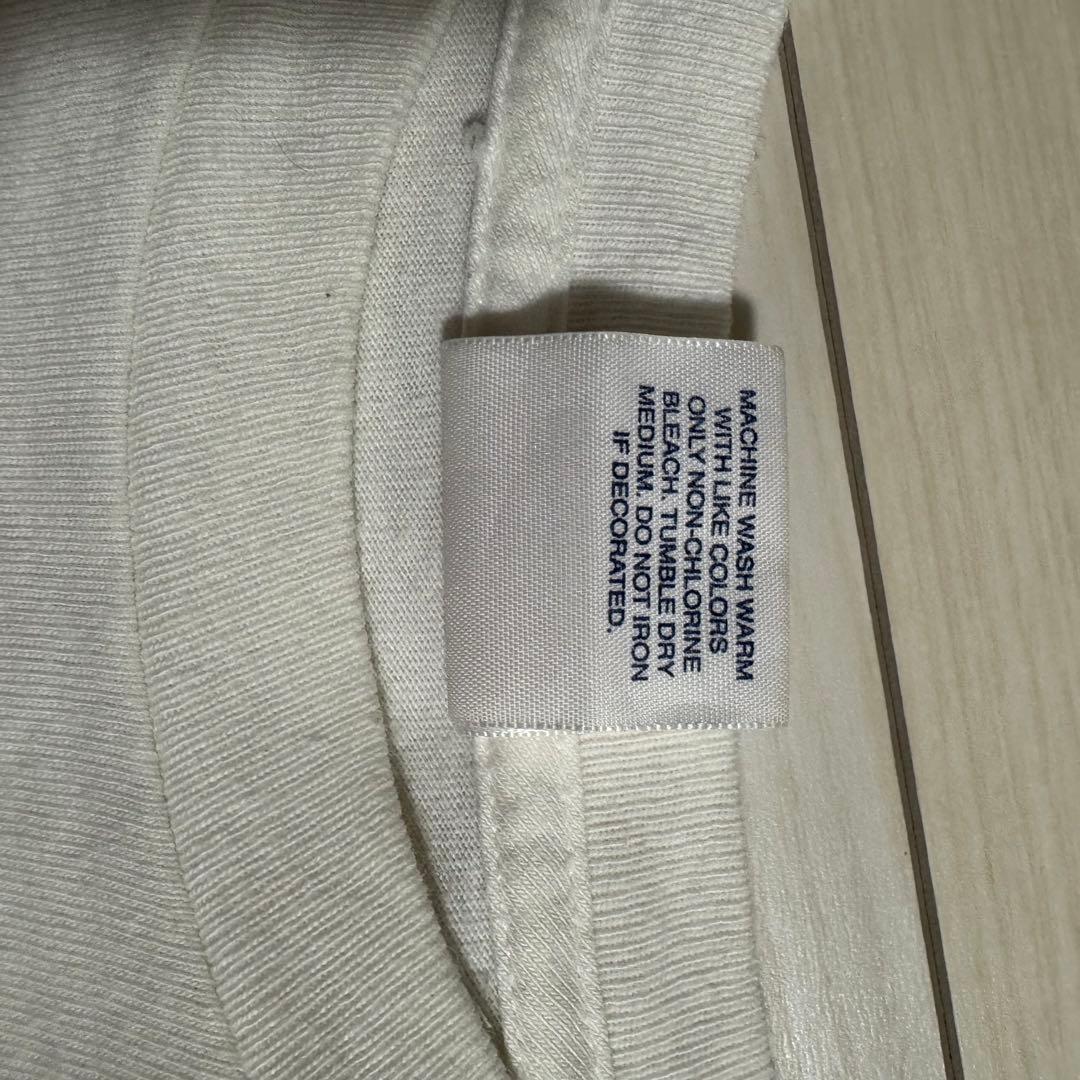 MACHINE WASH WARM
WITH LIKE COLORS
ONLY NON-CHLORINE
BLEACH. TUMBLE DRY
MEDIUM. DO NOT IRON
IF DECORATED.